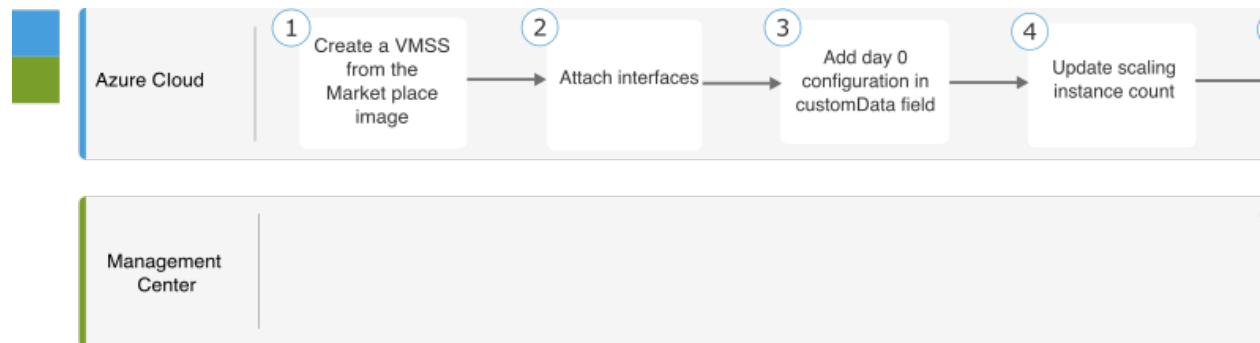 1
Create a VMSS
from the
Market place
image
2
Attach interfaces
3
Add day 0
configuration in
customData field
4
Update scaling
instance count
Azure Cloud
Management
Center